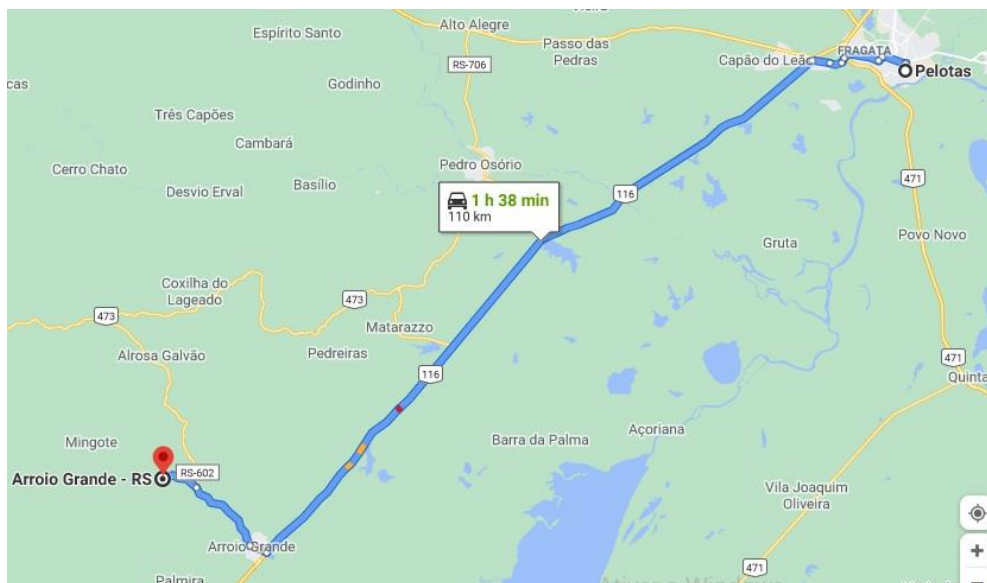 Espírito Santo
Alto Alegre
Passo das
Pedras
RS-706
Capão do Leão
FRAGATA
Pelotas
Godinho
Três Capões
Cambará
Cerro Chato
Desvio Erval
Basílio
Pedro Osório
1 h 38 min
110 km
116
471
Povo Novo
Gruta
Coxilha do
Lageado
473
473
Matarazzo
Alrosa Galvão
Pedreiras
116
471
Quinta
Mingote
Barra da Palma
Açoriana
Arroio Grande - RS
RS-602
Vila Joaquim
Oliveira
Arroio Grande
Palmira
471